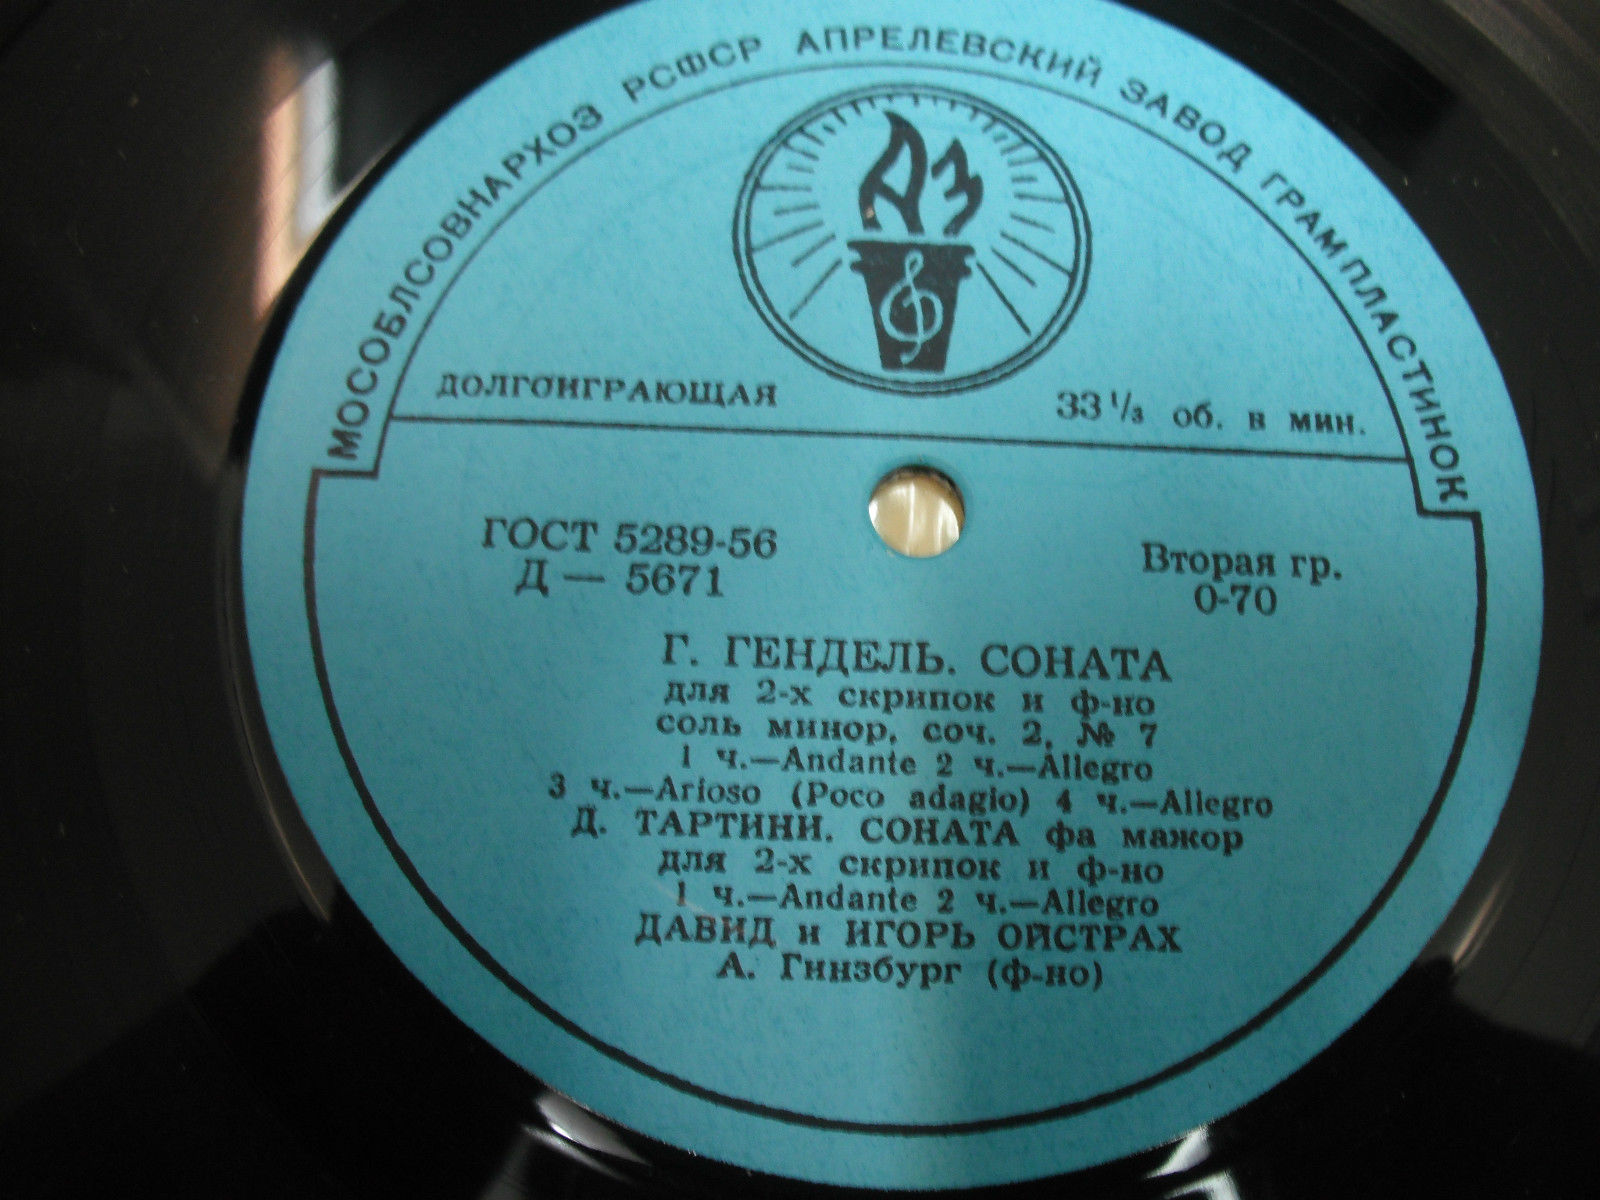 МОСОБЛСОВНАРХОЗ РСФСР АПРЕЛЕВСКИЙ ЗАВОД ГРАМПЛАСТИНОК
АЗ
ДОЛГОИГРАЮЩАЯ
33 1/3 об. в мин.
ГОСТ 5289-56
Д — 5671
Вторая гр.
0-70
Г. ГЕНДЕЛЬ. СОНАТА
для 2-х скрипок и ф-но
соль минор, соч. 2, № 7
1 ч.—Andante 2 ч.—Allegro
3 ч.—Arioso (Poco adagio) 4 ч.—Allegro
Д. ТАРТИНИ. СОНАТА фа мажор
для 2-х скрипок и ф-но
1 ч.—Andante 2 ч.—Allegro
ДАВИД и ИГОРЬ ОЙСТРАХ
А. Гинзбург (ф-но)